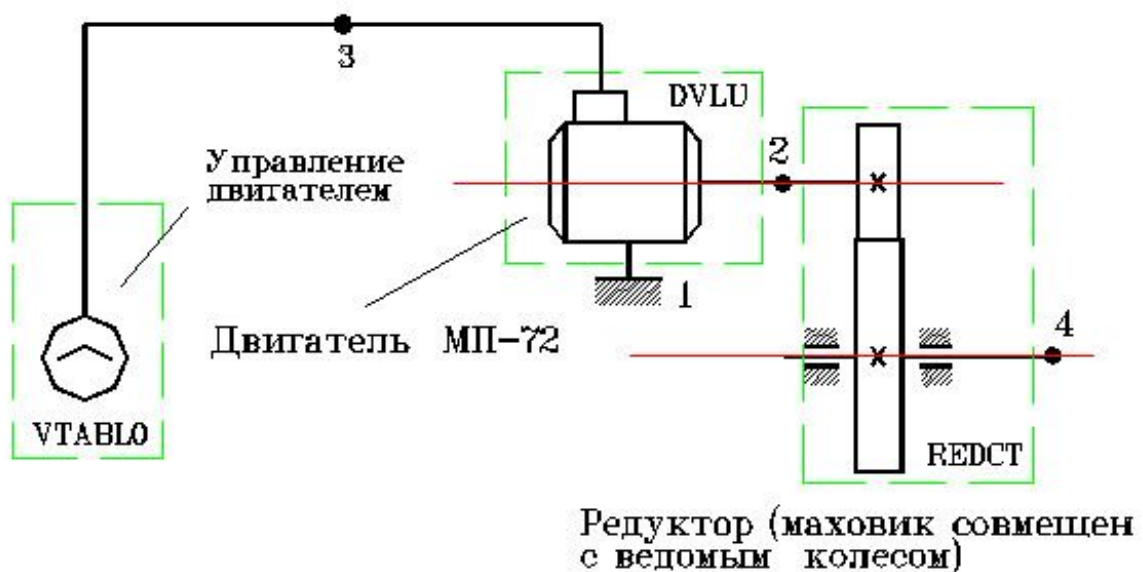 3
DVLU
2
Управление
двигателем
1
Двигатель МП-72
4
VTABLO
REDCT
Редуктор (маховик совмещен
с ведомым колесом)